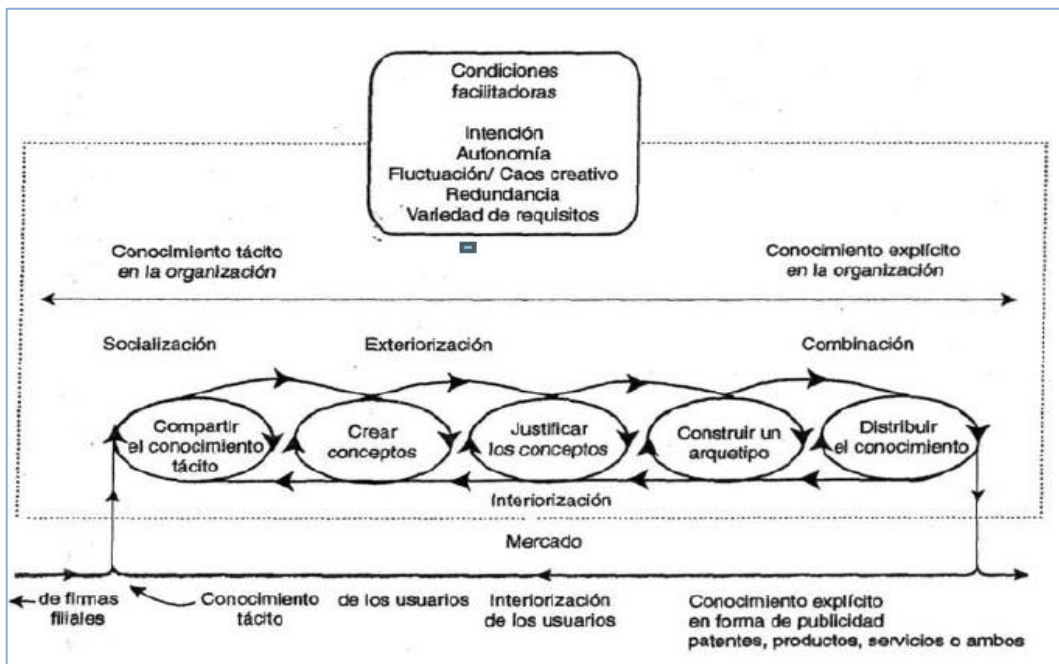 Condiciones
facilitadoras
Intención
Autonomía
Fluctuación/ Caos creativo
Redundancia
Variedad de requisitos
Conocimiento tácito
en la organización
Conocimiento explícito
en la organización
Socialización
Exteriorización
Combinación
Compartir
el conocimiento
tácito
Crear
conceptos
Justificar
los conceptos
Construir un
arquetipo
Distribuir
el conocimiento
Interiorización
Mercado
de firmas
filiales
Conocimiento
tácito
de los usuarios
Interiorización
de los usuarios
Conocimiento explícito
en forma de publicidad
patentes, productos, servicios o ambos